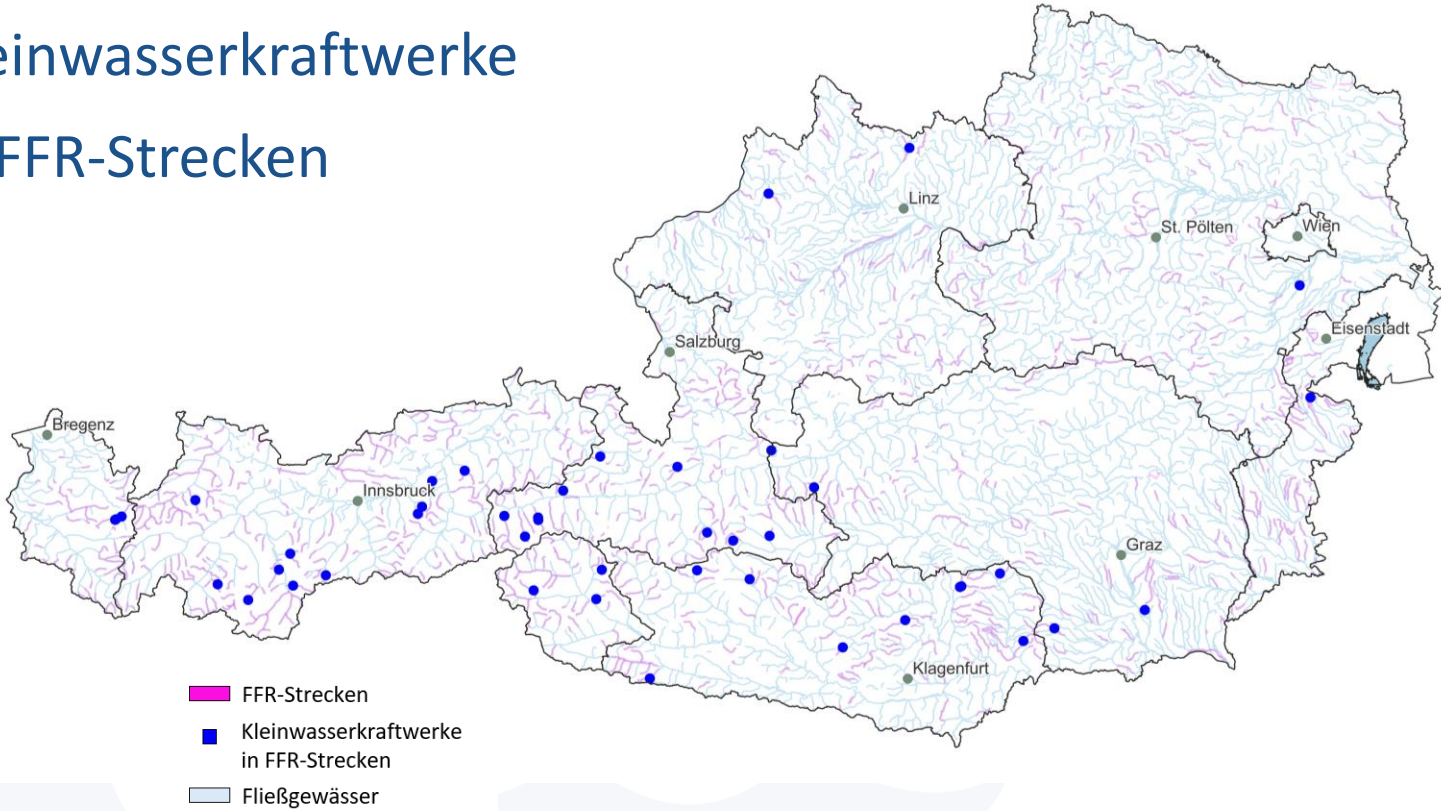 einwasserkraftwerke
FFR-Strecken
Linz
St. Pölten
Wien
Eisenstadt
Salzburg
Bregenz
Innsbruck
Graz
Klagenfurt
FFR-Strecken
Kleinwasserkraftwerke
in FFR-Strecken
Fließgewässer